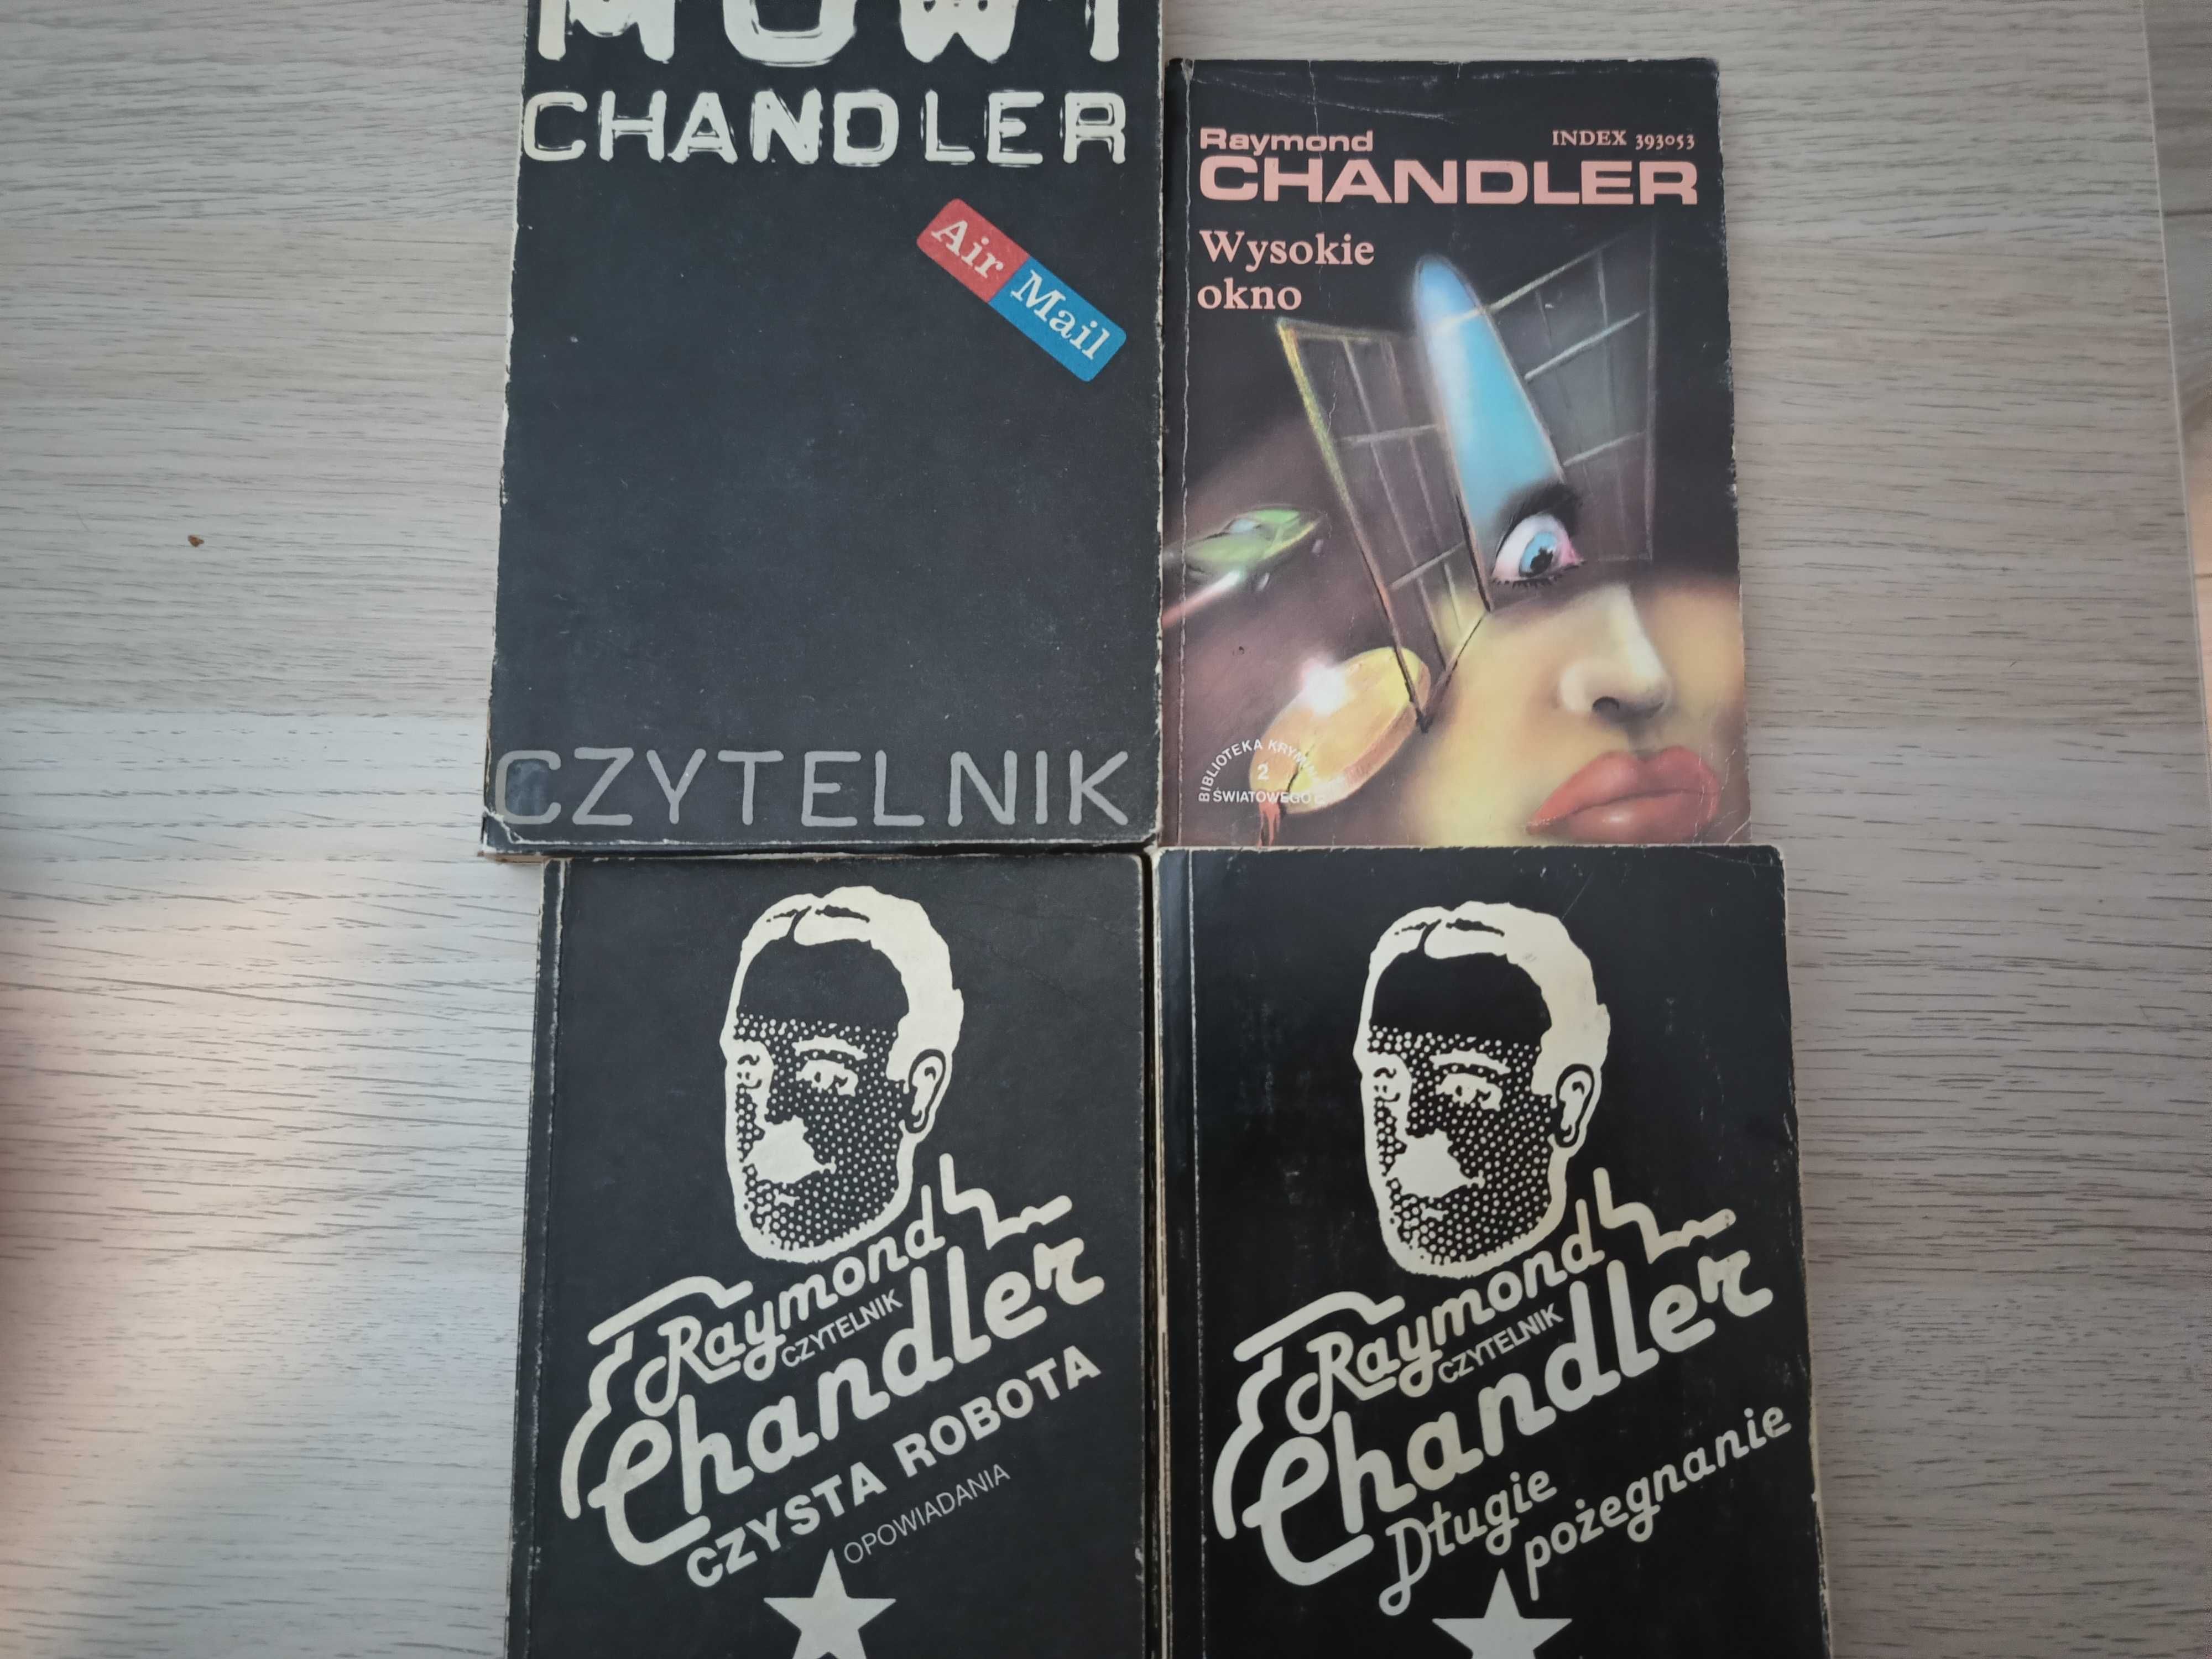 MÓWI
CHANDLER
Air Mail
CZYTELNIK
Raymond
INDEX 393053
CHANDLER
Wysokie
okno
2
ŚWIATOWEGO
Raymond
CZYTELNIK
Chandler
CZYSTA ROBOTA
OPOWIADANIA
Raymond
CZYTELNIK
Chandler
Długie
pożegnanie